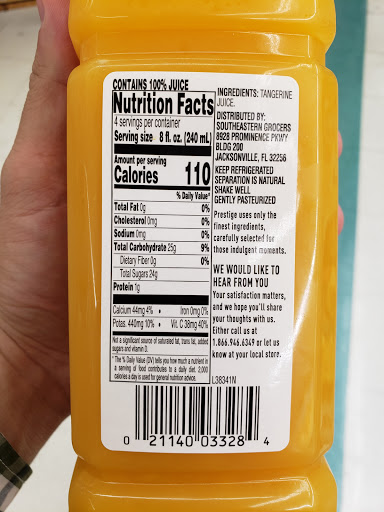 CONTAINS 100% JUICE
Nutrition Facts
4 servings per container
Serving size 8 fl. oz. (240 mL)
Amount per serving
Calories 110
% Daily Value*
Total Fat 0g 0%
Cholesterol 0mg 0%
Sodium 0mg 0%
Total Carbohydrate 25g 9%
Dietary Fiber 0g 0%
Total Sugars 24g
Protein 1g
Calcium 44mg 4% • Iron 0mg 0%
Potas. 440mg 10% • Vit. C 38mg 40%
Not a significant source of saturated fat, trans fat, added
sugars and vitamin D.
* The % Daily Value (DV) tells you how much a nutrient in
a serving of food contributes to a daily diet. 2,000
calories a day is used for general nutrition advice.
INGREDIENTS: TANGERINE
JUICE.
DISTRIBUTED BY:
SOUTHEASTERN GROCERS
8928 PROMINENCE PKWY
BLDG 200
JACKSONVILLE, FL 32256
KEEP REFRIGERATED
SEPARATION IS NATURAL
SHAKE WELL
GENTLY PASTEURIZED
Prestige uses only the
finest ingredients,
carefully selected for
those indulgent moments.
WE WOULD LIKE TO
HEAR FROM YOU
Your satisfaction matters,
and we hope you'll share
your thoughts with us.
Either call us at
1.866.946.6349 or let us
know at your local store.
L38341N
0 21140 03328 4